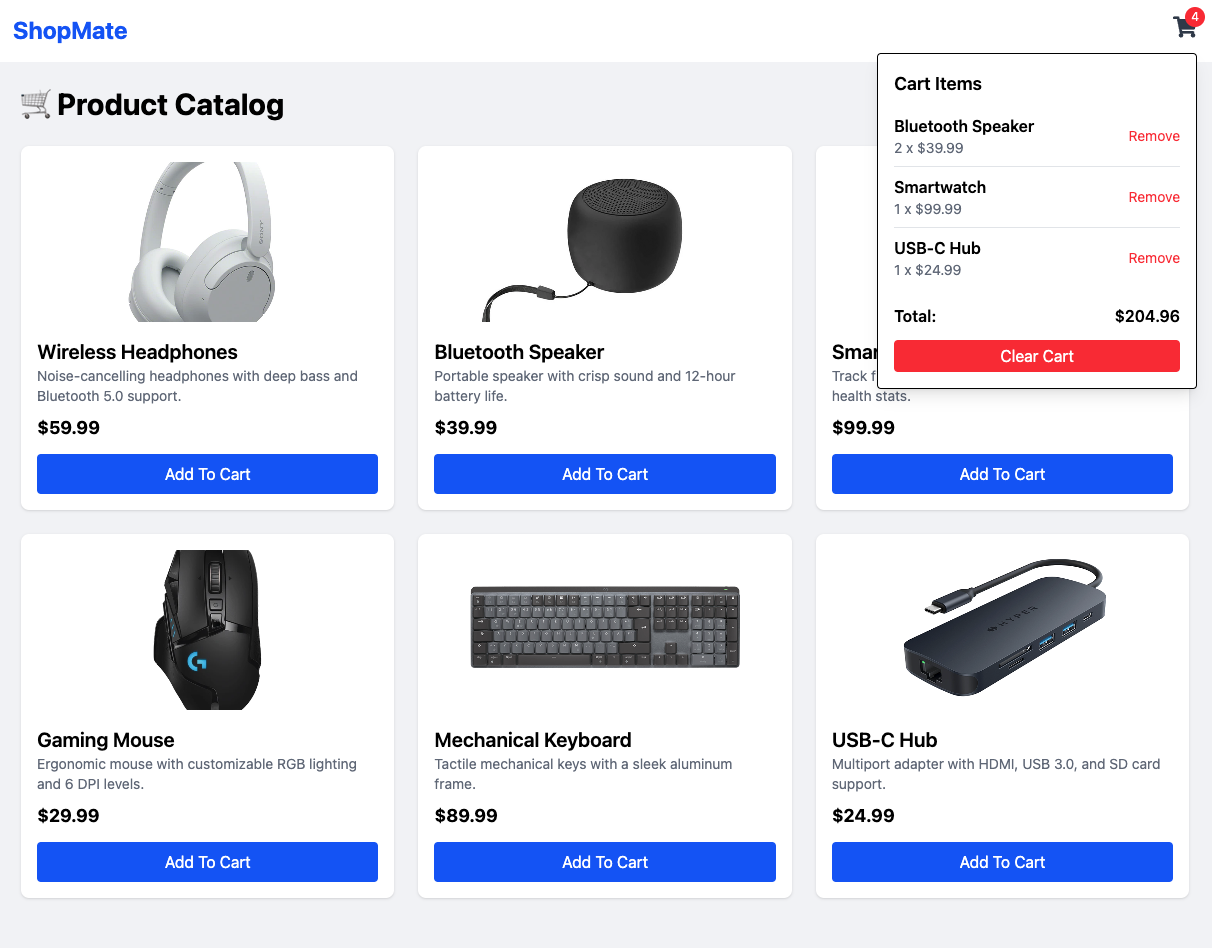 ShopMate
4
Product Catalog
Cart Items
Bluetooth Speaker
2 x $39.99
Remove
Smartwatch
1 x $99.99
Remove
USB-C Hub
1 x $24.99
Remove
Total: $204.96
Clear Cart
SONY
Wireless Headphones
Noise-cancelling headphones with deep bass and
Bluetooth 5.0 support.
$59.99
Add To Cart
Bluetooth Speaker
Portable speaker with crisp sound and 12-hour
battery life.
$39.99
Add To Cart
Smar
Track f
health stats.
$99.99
Add To Cart
Gaming Mouse
Ergonomic mouse with customizable RGB lighting
and 6 DPI levels.
$29.99
Add To Cart
Mechanical Keyboard
Tactile mechanical keys with a sleek aluminum
frame.
$89.99
Add To Cart
HYPER
USB-C Hub
Multiport adapter with HDMI, USB 3.0, and SD card
support.
$24.99
Add To Cart